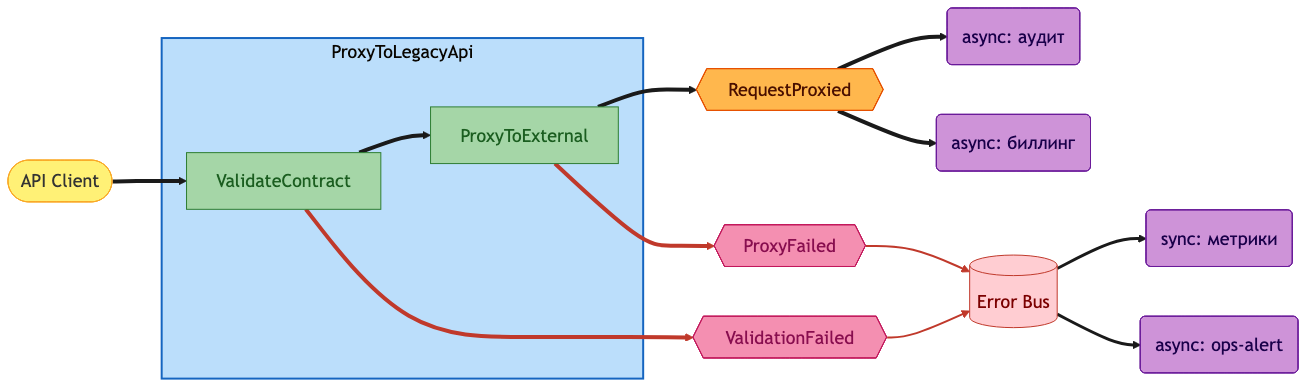 ProxyToLegacyApi
API Client
ValidateContract
ProxyToExternal
RequestProxied
async: аудит
async: биллинг
ProxyFailed
ValidationFailed
Error Bus
sync: метрики
async: ops-alert